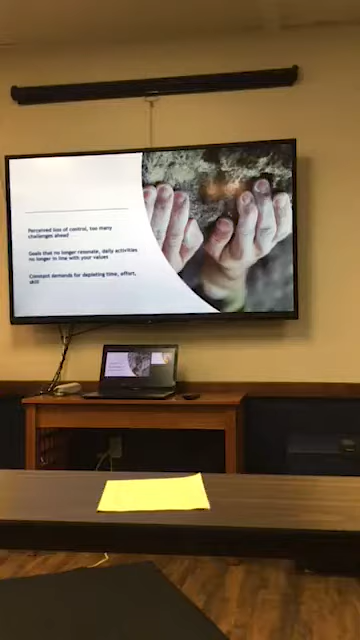 Perceived loss of control, too many
challenges ahead
Goals that no longer resonate, daily activities
no longer in line with your values
Constant demands for depleting time, effort,
skill